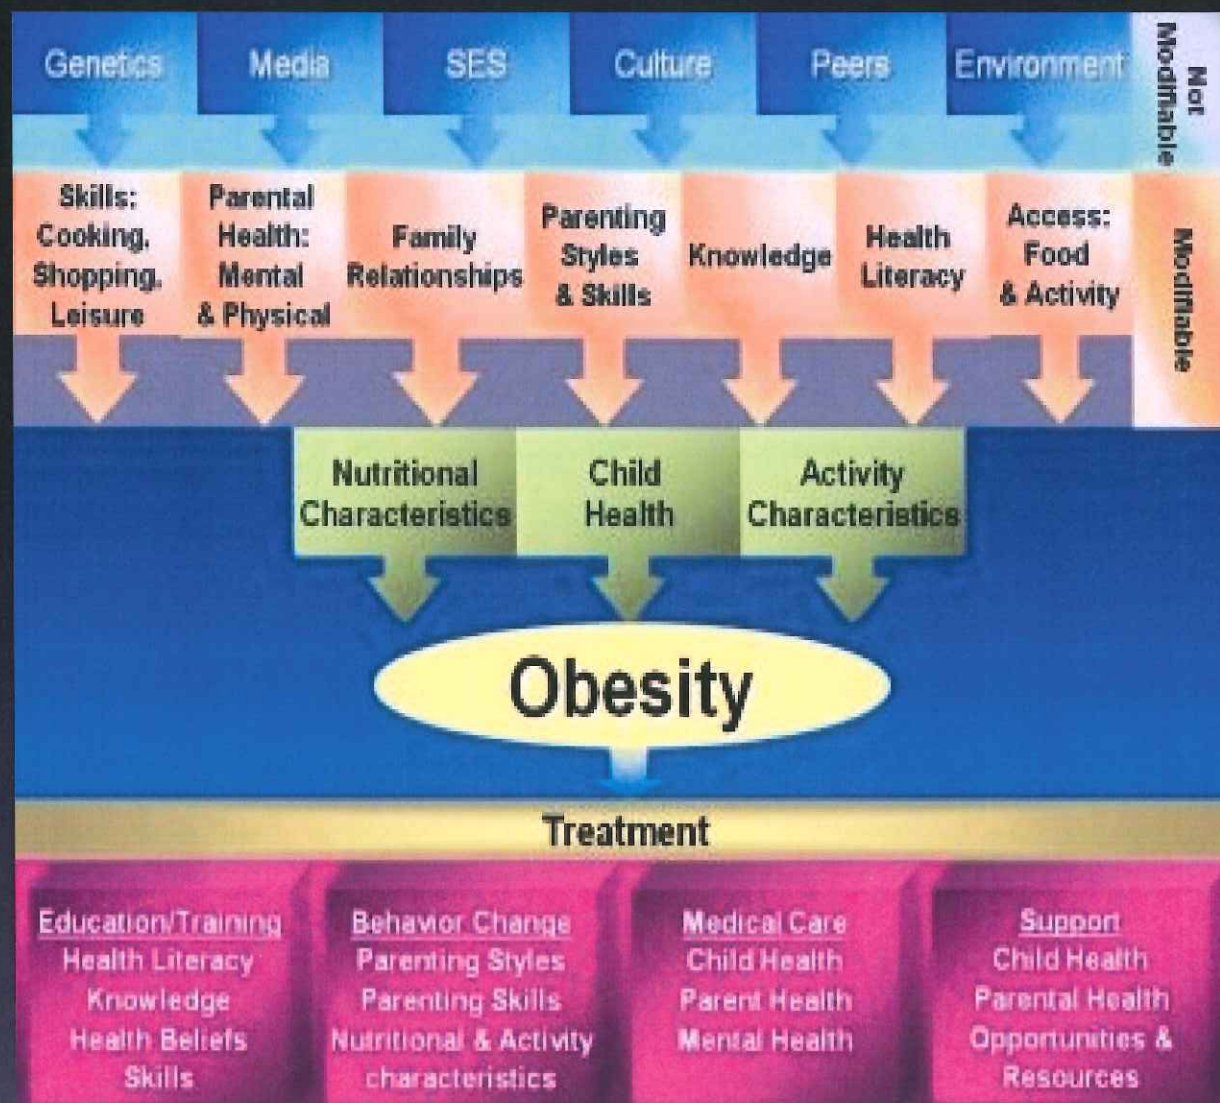 Genetics
Media
SES
Culture
Peers
Environment
Not
Modifiable
Skills:
Cooking,
Shopping,
Leisure
Parental
Health:
Mental
& Physical
Family
Relationships
Parenting
Styles
& Skills
Knowledge
Health
Literacy
Access:
Food
& Activity
Modifiable
Nutritional
Characteristics
Child
Health
Activity
Characteristics
Obesity
Treatment
Education/Training
Health Literacy
Knowledge
Health Beliefs
Skills
Behavior Change
Parenting Styles
Parenting Skills
Nutritional & Activity
characteristics
Medical Care
Child Health
Parent Health
Mental Health
Support
Child Health
Parental Health
Opportunities &
Resources